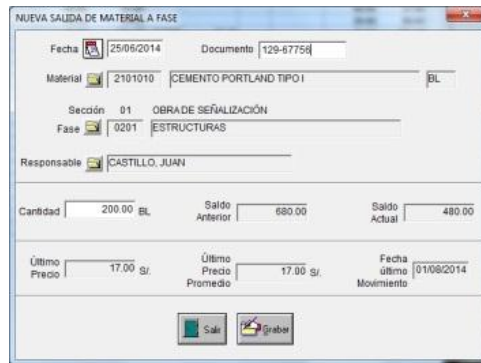 NUEVA SALIDA DE MATERIAL A FASE
Fecha 25/06/2014 Documento 129-67756
Material 2101010 CEMENTO PORTLAND TIPO I BL
Sección 01 OBRA DE SEÑALIZACIÓN
Fase 0201 ESTRUCTURAS
Responsable CASTILLO, JUAN
Cantidad 200.00 BL Saldo Anterior 680.00 Saldo Actual 480.00
Último Precio 17.00 S/. Último Precio Promedio 17.00 S/. Fecha último Movimiento 01/08/2014
Salir Grabar